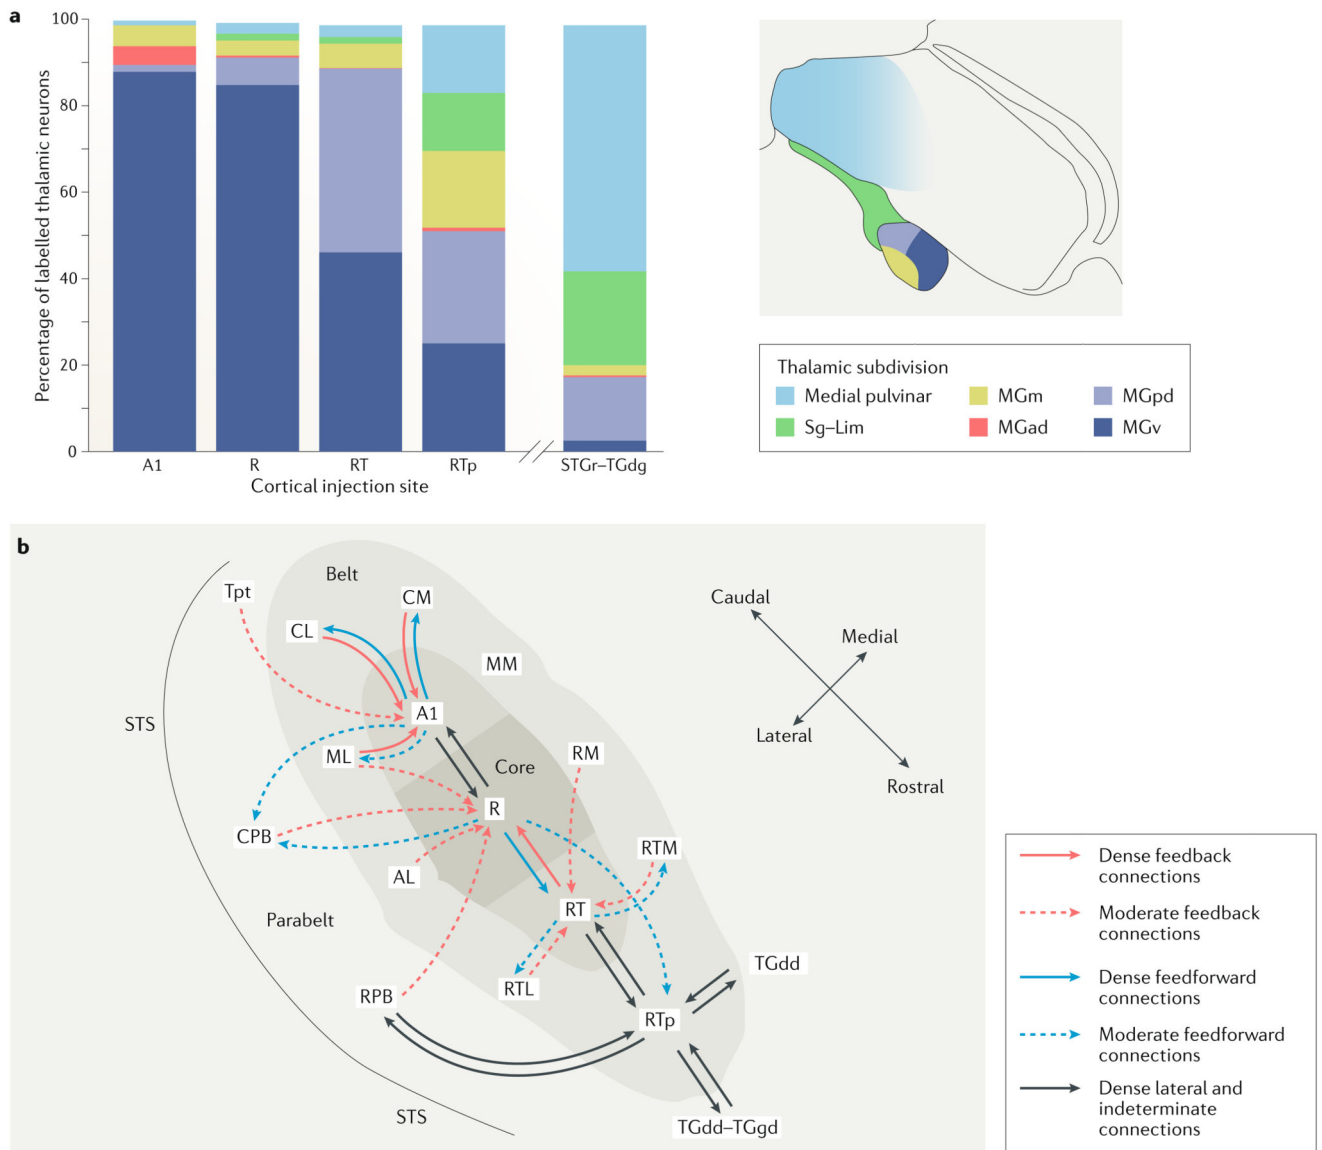 a
Percentage of labelled thalamic neurons
100
80
60
40
20
0
A1
R
RT
RTp
STGr–TGdg
Cortical injection site
Thalamic subdivision
Medial pulvinar
MGm
MGpd
Sg–Lim
MGad
MGv
b
Belt
Tpt
CM
CL
MM
A1
STS
ML
Core
RM
R
CPB
RTM
AL
RT
Parabelt
TGdd
RTL
RPB
RTp
STS
TGdd–TGgd
Caudal
Medial
Lateral
Rostral
Dense feedback
connections
Moderate feedback
connections
Dense feedforward
connections
Moderate feedforward
connections
Dense lateral and
indeterminate
connections